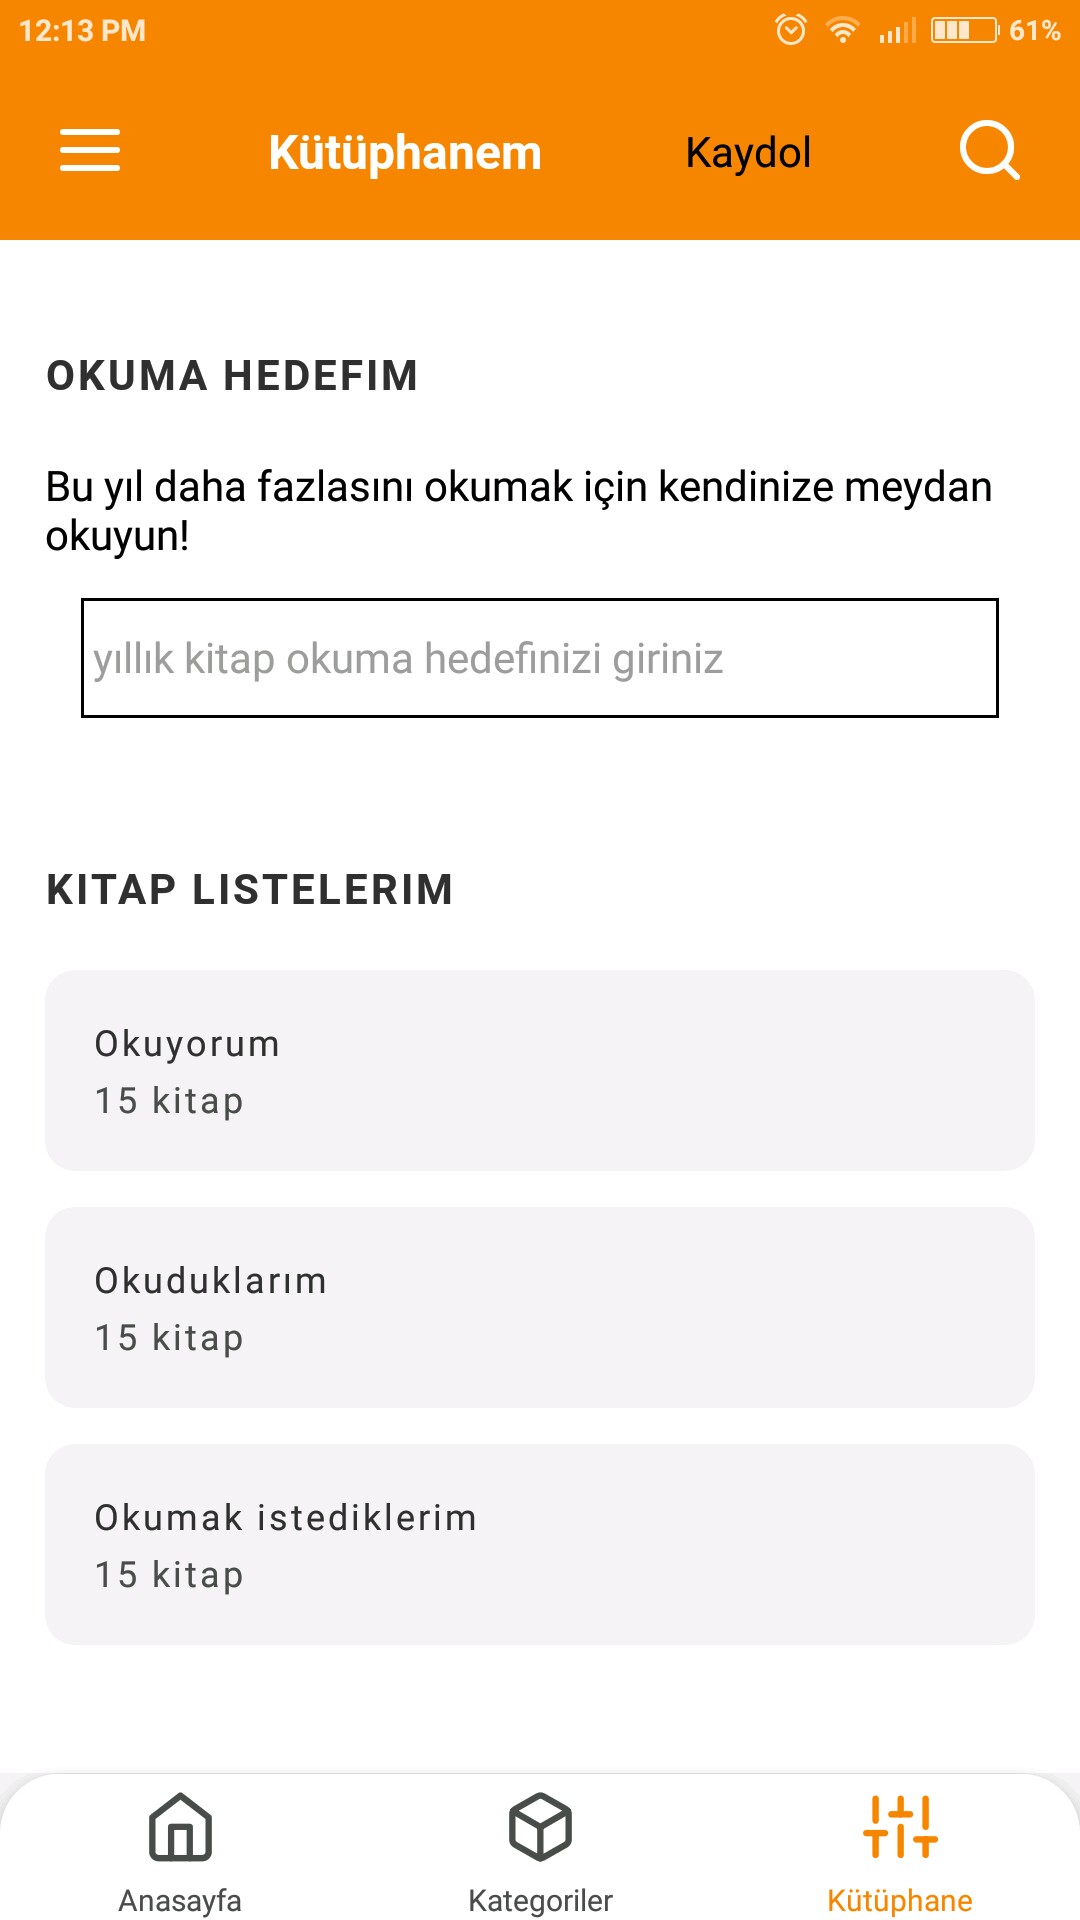 12:13 PM
61%
Kütüphanem
Kaydol
OKUMA HEDEFIM
Bu yıl daha fazlasını okumak için kendinize meydan
okuyun!
yıllık kitap okuma hedefinizi giriniz
KITAP LISTELERIM
Okuyorum
15 kitap
Okuduklarım
15 kitap
Okumak istediklerim
15 kitap
Anasayfa
Kategoriler
Kütüphane